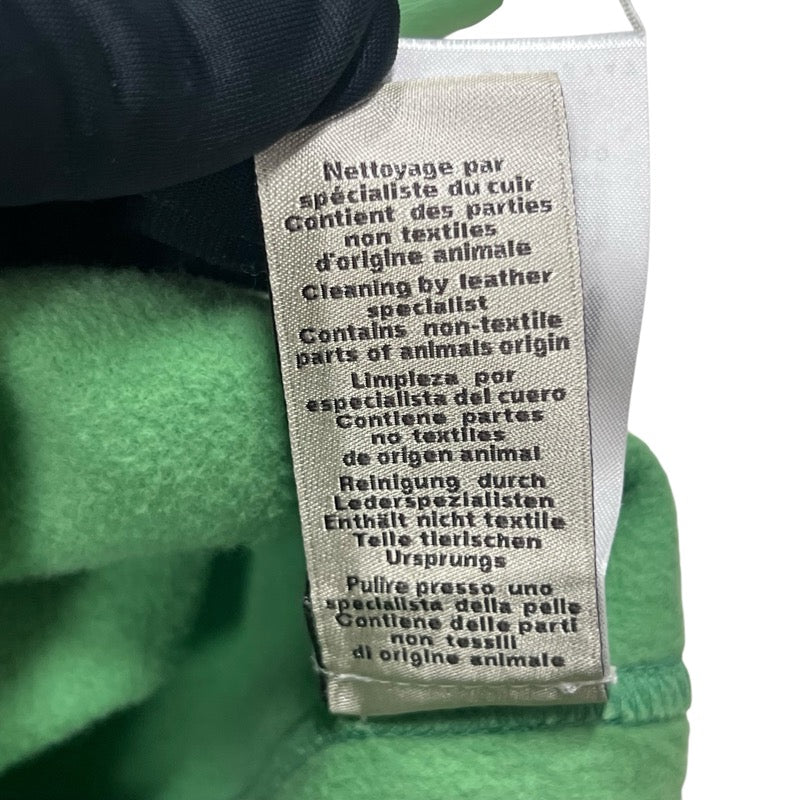 Nettoyage par
spécialiste du cuir
Contient des parties
non textiles
d'origine animale
Cleaning by leather
specialist
Contains non-textile
parts of animals origin
Limpieza por
especialista del cuero
Contiene partes
no textiles
de origen animal
Reinigung durch
Lederspezialisten
Enthält nicht textile
Teile tierischen
Ursprungs
Pulire presso uno
specialista della pelle
Contiene delle parti
non tessili
di origine animale